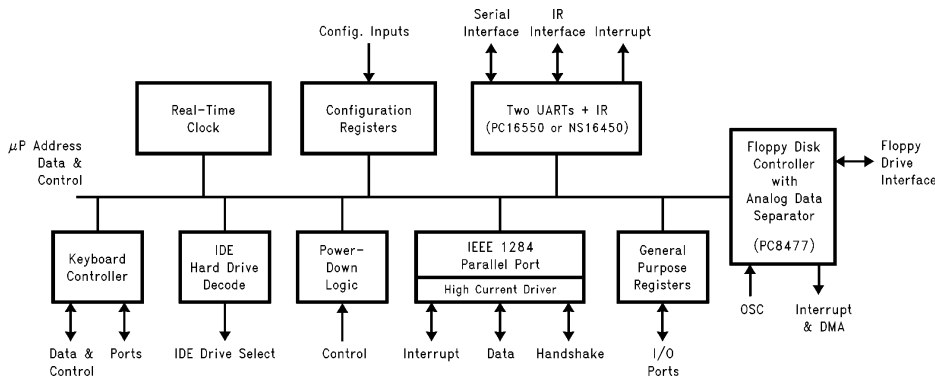 Serial
Interface
IR
Interface
Interrupt
Config. Inputs
Real-Time
Clock
Configuration
Registers
Two UARTs + IR
(PC16550 or NS16450)
μP Address
Data &
Control
Floppy Disk
Controller
with
Analog Data
Separator
(PC8477)
Floppy
Drive
Interface
Keyboard
Controller
IDE
Hard Drive
Decode
Power-
Down
Logic
IEEE 1284
Parallel Port
High Current Driver
General
Purpose
Registers
OSC
Interrupt
& DMA
Data &
Control
Ports
IDE Drive Select
Control
Interrupt
Data
Handshake
I/O
Ports